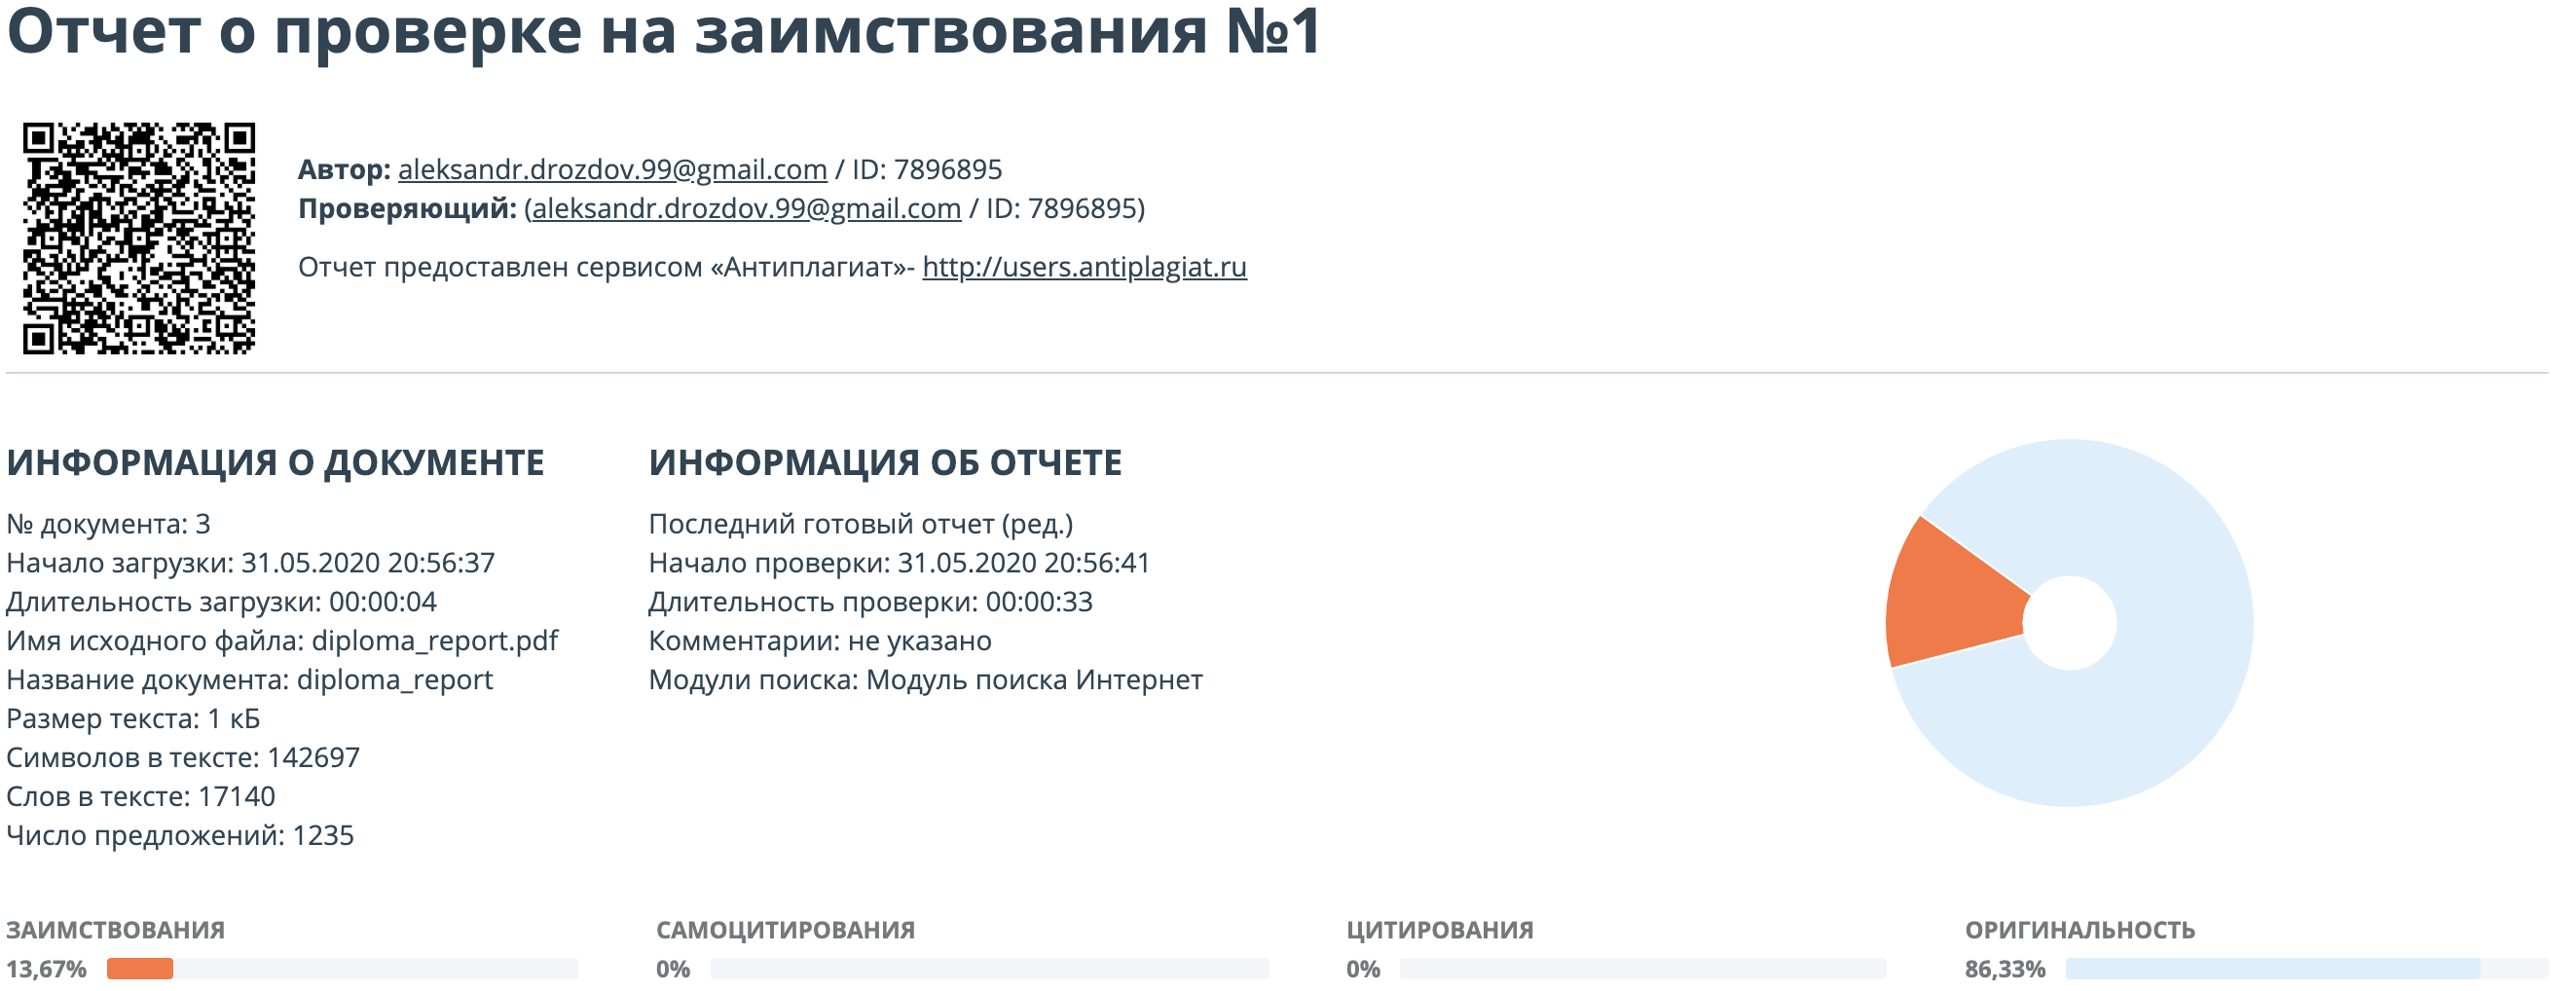 Отчет о проверке на заимствования №1
Автор: aleksandr.drozdov.99@gmail.com / ID: 7896895
Проверяющий: (aleksandr.drozdov.99@gmail.com / ID: 7896895)
Отчет предоставлен сервисом «Антиплагиат»- http://users.antiplagiat.ru
ИНФОРМАЦИЯ О ДОКУМЕНТЕ
№ документа: 3
Начало загрузки: 31.05.2020 20:56:37
Длительность загрузки: 00:00:04
Имя исходного файла: diploma_report.pdf
Название документа: diploma_report
Размер текста: 1 кБ
Символов в тексте: 142697
Слов в тексте: 17140
Число предложений: 1235
ИНФОРМАЦИЯ ОБ ОТЧЕТЕ
Последний готовый отчет (ред.)
Начало проверки: 31.05.2020 20:56:41
Длительность проверки: 00:00:33
Комментарии: не указано
Модули поиска: Модуль поиска Интернет
ЗАИМСТВОВАНИЯ
13,67%
САМОЦИТИРОВАНИЯ
0%
ЦИТИРОВАНИЯ
0%
ОРИГИНАЛЬНОСТЬ
86,33%